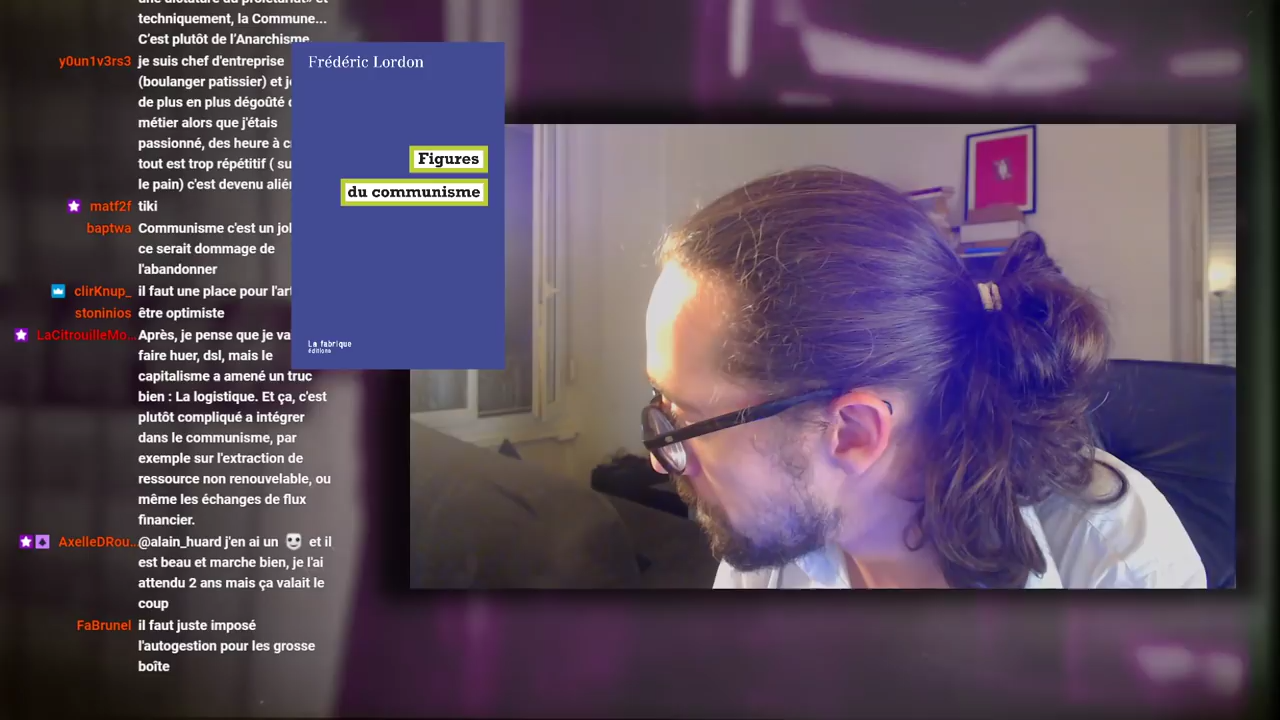 une dictature du prolétariat» et
techniquement, la Commune...
C'est plutôt de l'Anarchisme
y0un1v3rs3 je suis chef d'entreprise
(boulanger patissier) et
de plus en plus dégoûté
métier alors que j'étais
passionné, des heure à
tout est trop répétitif (
le pain) c'est devenu
matf2f tiki
baptwa Communisme c'est un
ce serait dommage de
l'abandonner
clirKnup_ il faut une place pour
stoninios être optimiste
LaCitrouilleMo... Après, je pense que je
faire huer, dsl, mais le
capitalisme a amené un truc
bien : La logistique. Et ça, c'est
plutôt compliqué a intégrer
dans le communisme, par
exemple sur l'extraction de
ressource non renouvelable, ou
même les échanges de flux
financier.
AxelleDRou... @alain_huard j'en ai un et il
est beau et marche bien, je l'ai
attendu 2 ans mais ça valait le
coup
FaBrunel il faut juste imposé
l'autogestion pour les grosse
boîte
Frédéric Lordon
Figures
du communisme
La fabrique
éditions